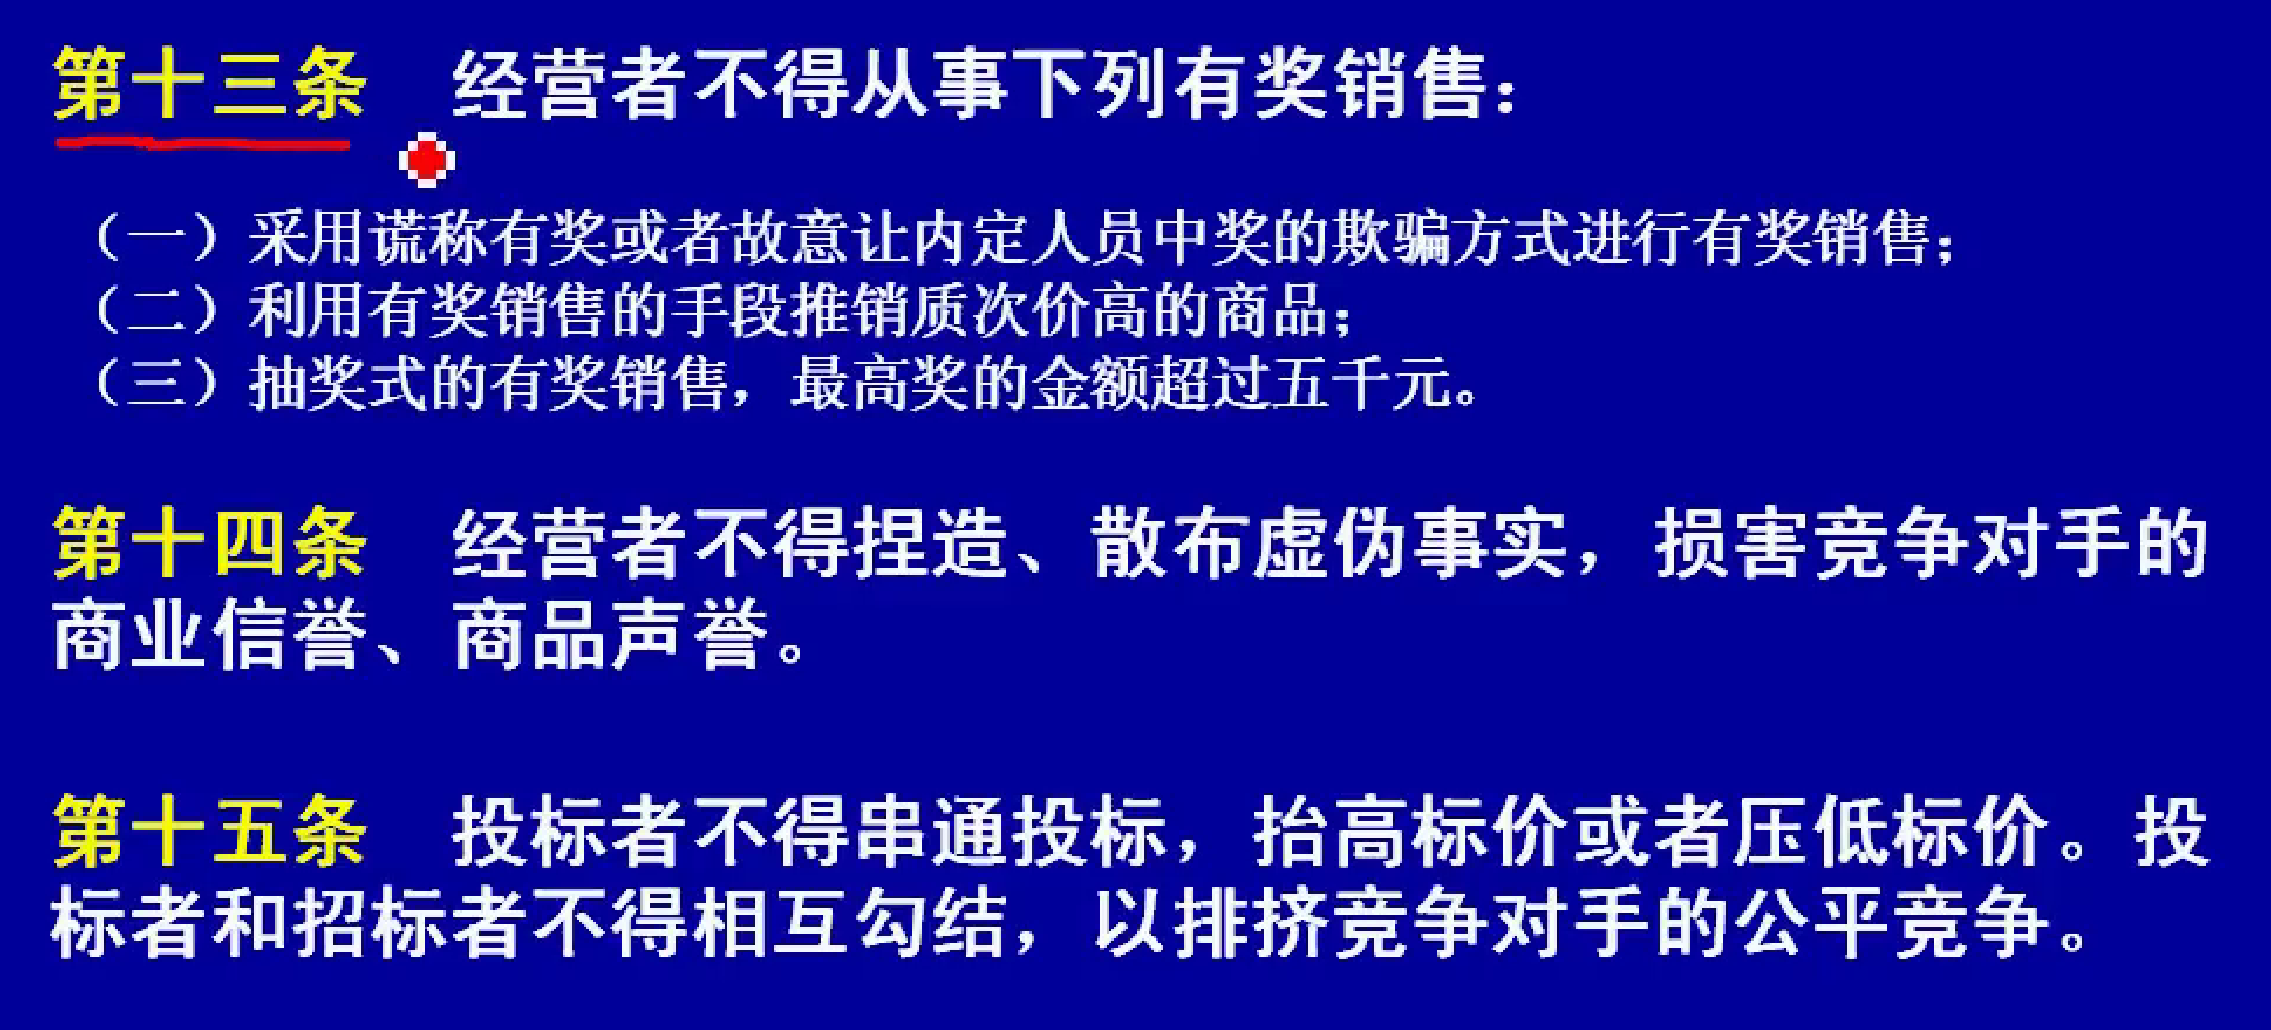 第十三条　经营者不得从事下列有奖销售：
（一）采用谎称有奖或者故意让内定人员中奖的欺骗方式进行有奖销售；
（二）利用有奖销售的手段推销质次价高的商品；
（三）抽奖式的有奖销售，最高奖的金额超过五千元。
第十四条　经营者不得捏造、散布虚伪事实，损害竞争对手的
商业信誉、商品声誉。
第十五条　投标者不得串通投标，抬高标价或者压低标价。投
标者和招标者不得相互勾结，以排挤竞争对手的公平竞争。